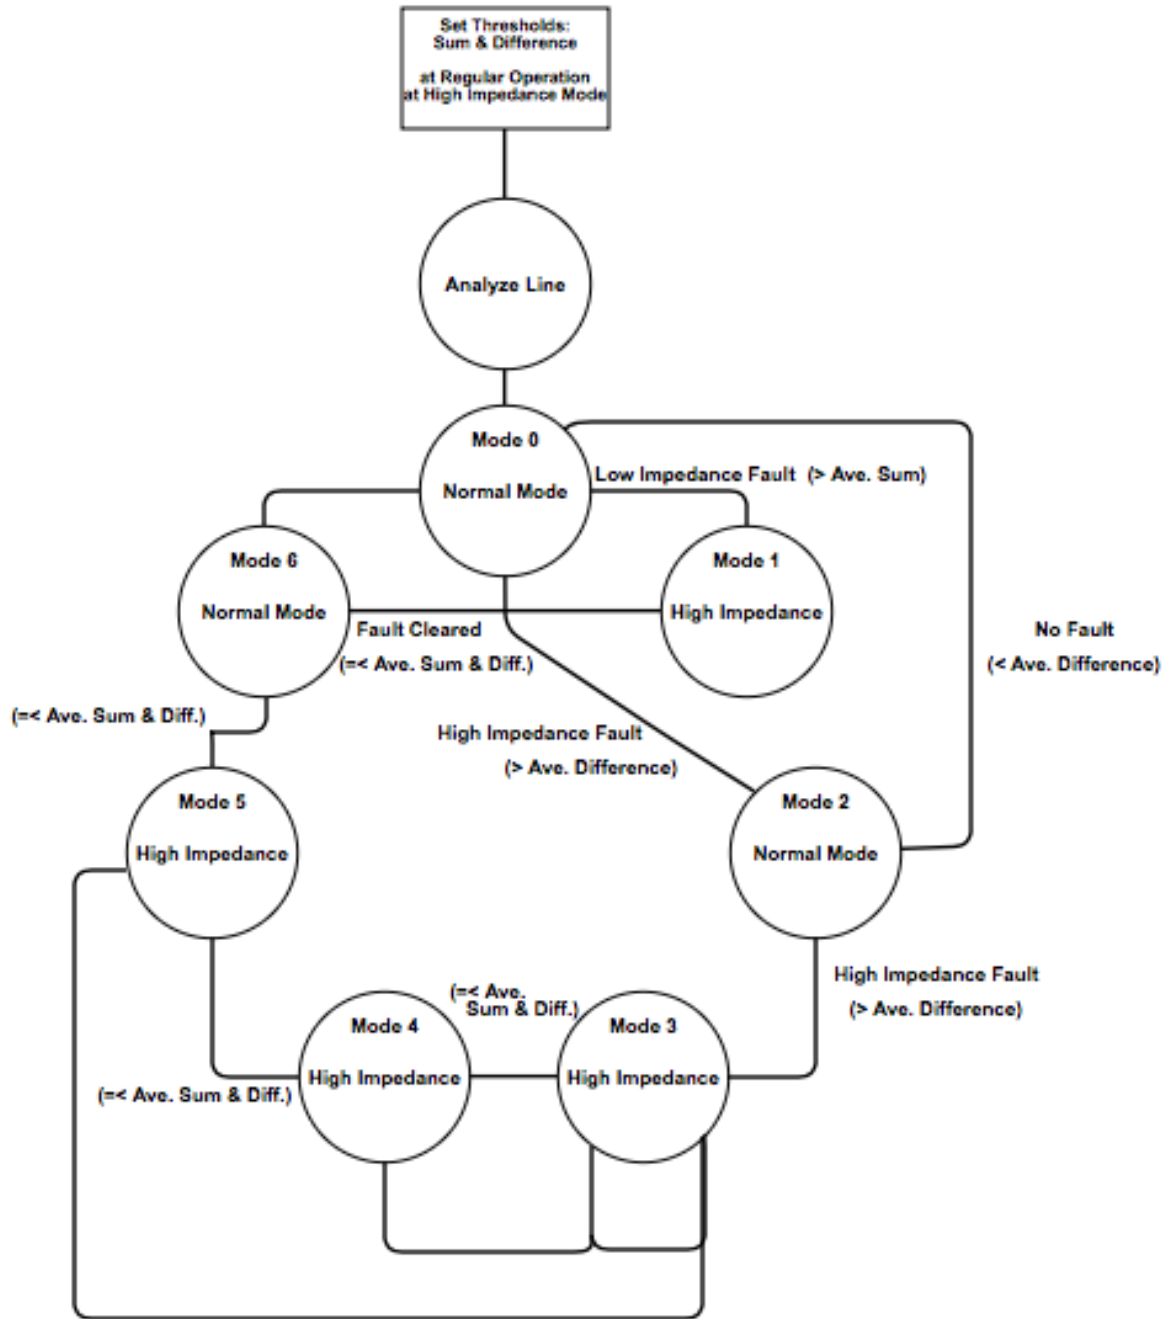 Set Thresholds:
Sum & Difference
at Regular Operation
at High Impedance Mode
Analyze Line
Mode 0
Normal Mode
Low Impedance Fault (> Ave. Sum)
Mode 6
Normal Mode
Mode 1
High Impedance
Fault Cleared
(=< Ave. Sum & Diff.)
No Fault
(< Ave. Difference)
(=< Ave. Sum & Diff.)
High Impedance Fault
(> Ave. Difference)
Mode 5
High Impedance
Mode 2
Normal Mode
High Impedance Fault
(> Ave. Difference)
(=< Ave.
Sum & Diff.)
Mode 4
High Impedance
Mode 3
High Impedance
(=< Ave. Sum & Diff.)